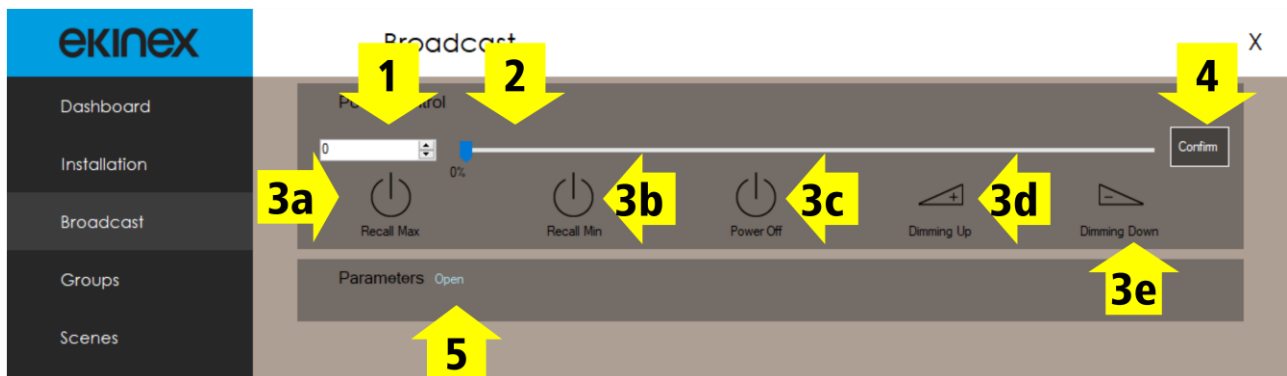 ekinex
Broadcast
X
1
2
4
Dashboard
0
Confirm
Installation
0%
3a
3b
3c
3d
Recall Max
Recall Min
Power Off
Dimming Up
Dimming Down
Broadcast
3e
Groups
Parameters Open
Scenes
5